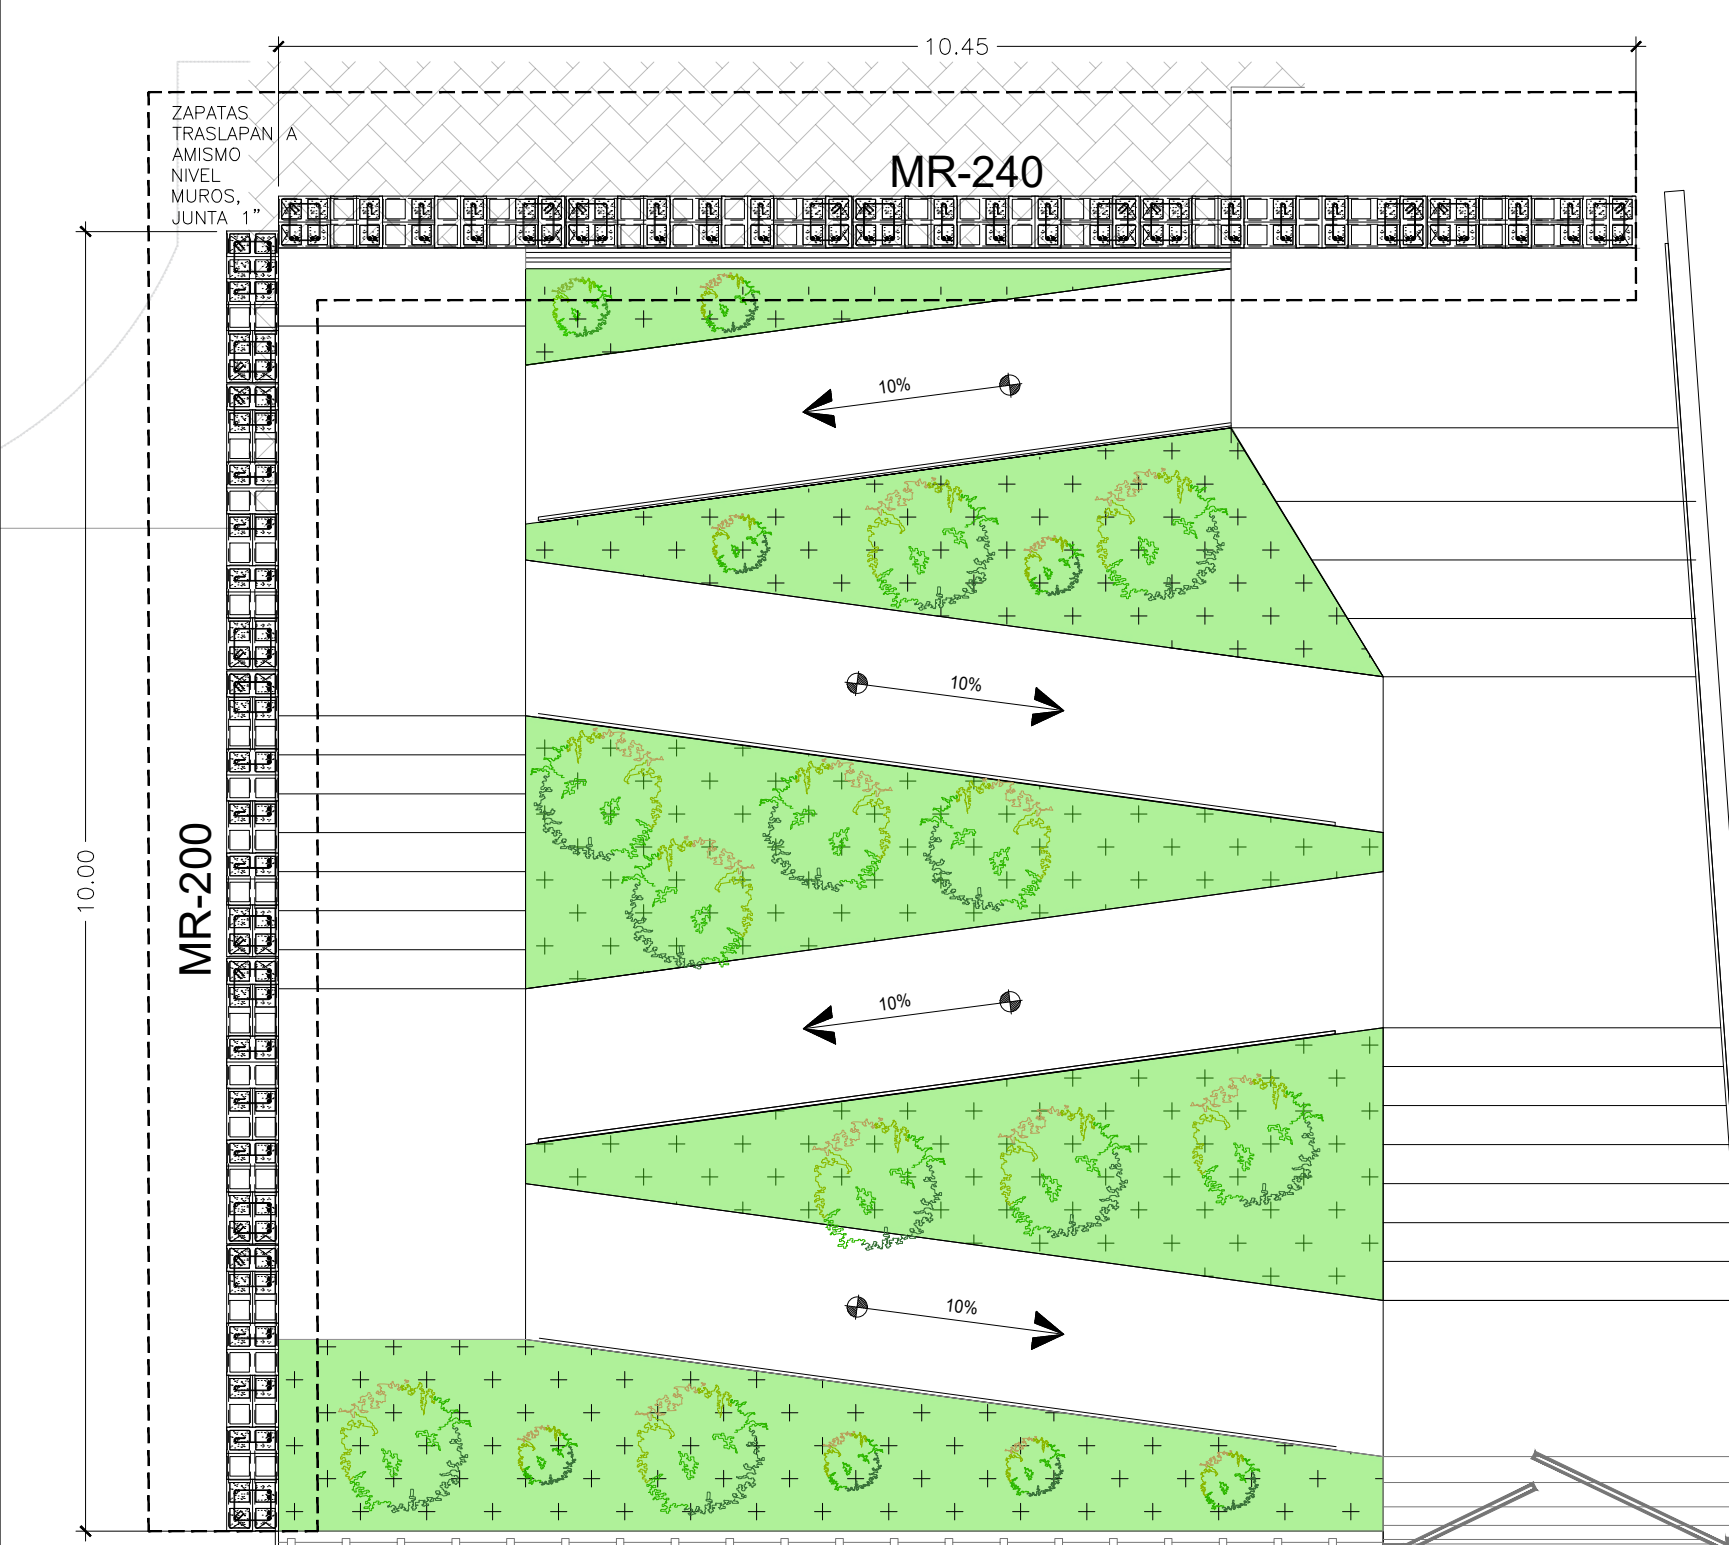 10.45
ZAPATAS
TRASLAPAN A
AMISMO
NIVEL
MUROS,
JUNTA 1"
MR-240
10%
10%
10.00
MR-200
10%
10%